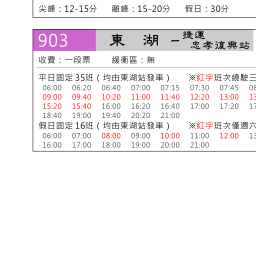 尖峰：12-15分　離峰：15-20分　假日：30分
903 東 湖 – 捷運忠孝復興站
收費：一段票　緩衝區：無
平日固定 35班 ( 均由東湖站發車 )　※紅字班次繞駛三
06:00 06:20 06:40 07:00 07:15 07:30 07:45
09:00 09:40 10:20 11:00 11:40 12:20 13:00
15:20 15:40 16:00 16:20 16:40 17:00 17:20
18:40 19:00 19:40 20:20 21:00
假日固定 16班 ( 均由東湖站發車 )　※紅字班次僅週六
06:00 07:00 08:00 09:00 10:00 11:00 12:00
16:00 17:00 18:00 19:00 20:00 21:00